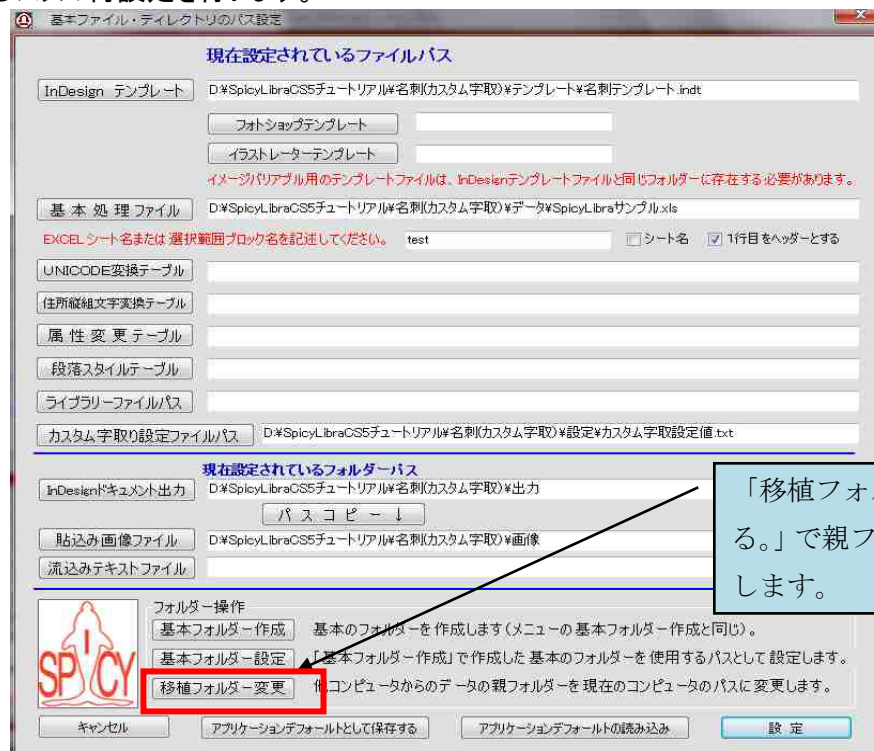 基本ファイル・ディレクトリのパス設定
現在設定されているファイルパス
InDesign テンプレート D:¥SpicyLibraCS5チュートリアル¥名刺(カスタム字取)¥テンプレート¥名刺テンプレート.indt
フォトショップテンプレート
イラストレーターテンプレート
イメージバリアブル用のテンプレートファイルは、InDesignテンプレートファイルと同じフォルダーに存在する必要があります。
基本処理ファイル D:¥SpicyLibraCS5チュートリアル¥名刺(カスタム字取)¥データ¥SpicyLibraサンプル.xls
EXCELシート名または選択範囲ブロック名を記述してください。 test シート名 1行目をヘッダーとする
UNICODE変換テーブル
住所縦組文字変換テーブル
属性変更テーブル
段落スタイルテーブル
ライブラリーファイルパス
カスタム字取り設定ファイルパス D:¥SpicyLibraCS5チュートリアル¥名刺(カスタム字取)¥設定¥カスタム字取設定値.txt
現在設定されているフォルダーパス
InDesignドキュメント出力 D:¥SpicyLibraCS5チュートリアル¥名刺(カスタム字取)¥出力
パスコピー↓
貼込み画像ファイル D:¥SpicyLibraCS5チュートリアル¥名刺(カスタム字取)¥画像
流込みテキストファイル
「移植フォ
る。」で親フ
します。
フォルダー操作
基本フォルダー作成 基本のフォルダーを作成します(メニューの基本フォルダー作成と同じ)。
基本フォルダー設定 「基本フォルダー作成」で作成した基本のフォルダーを使用するパスとして設定します。
移植フォルダー変更 他コンピュータからのデータの親フォルダーを現在のコンピュータのパスに変更します。
SPICY
キャンセル アプリケーションデフォールトとして保存する アプリケーションデフォールトの読み込み 設定